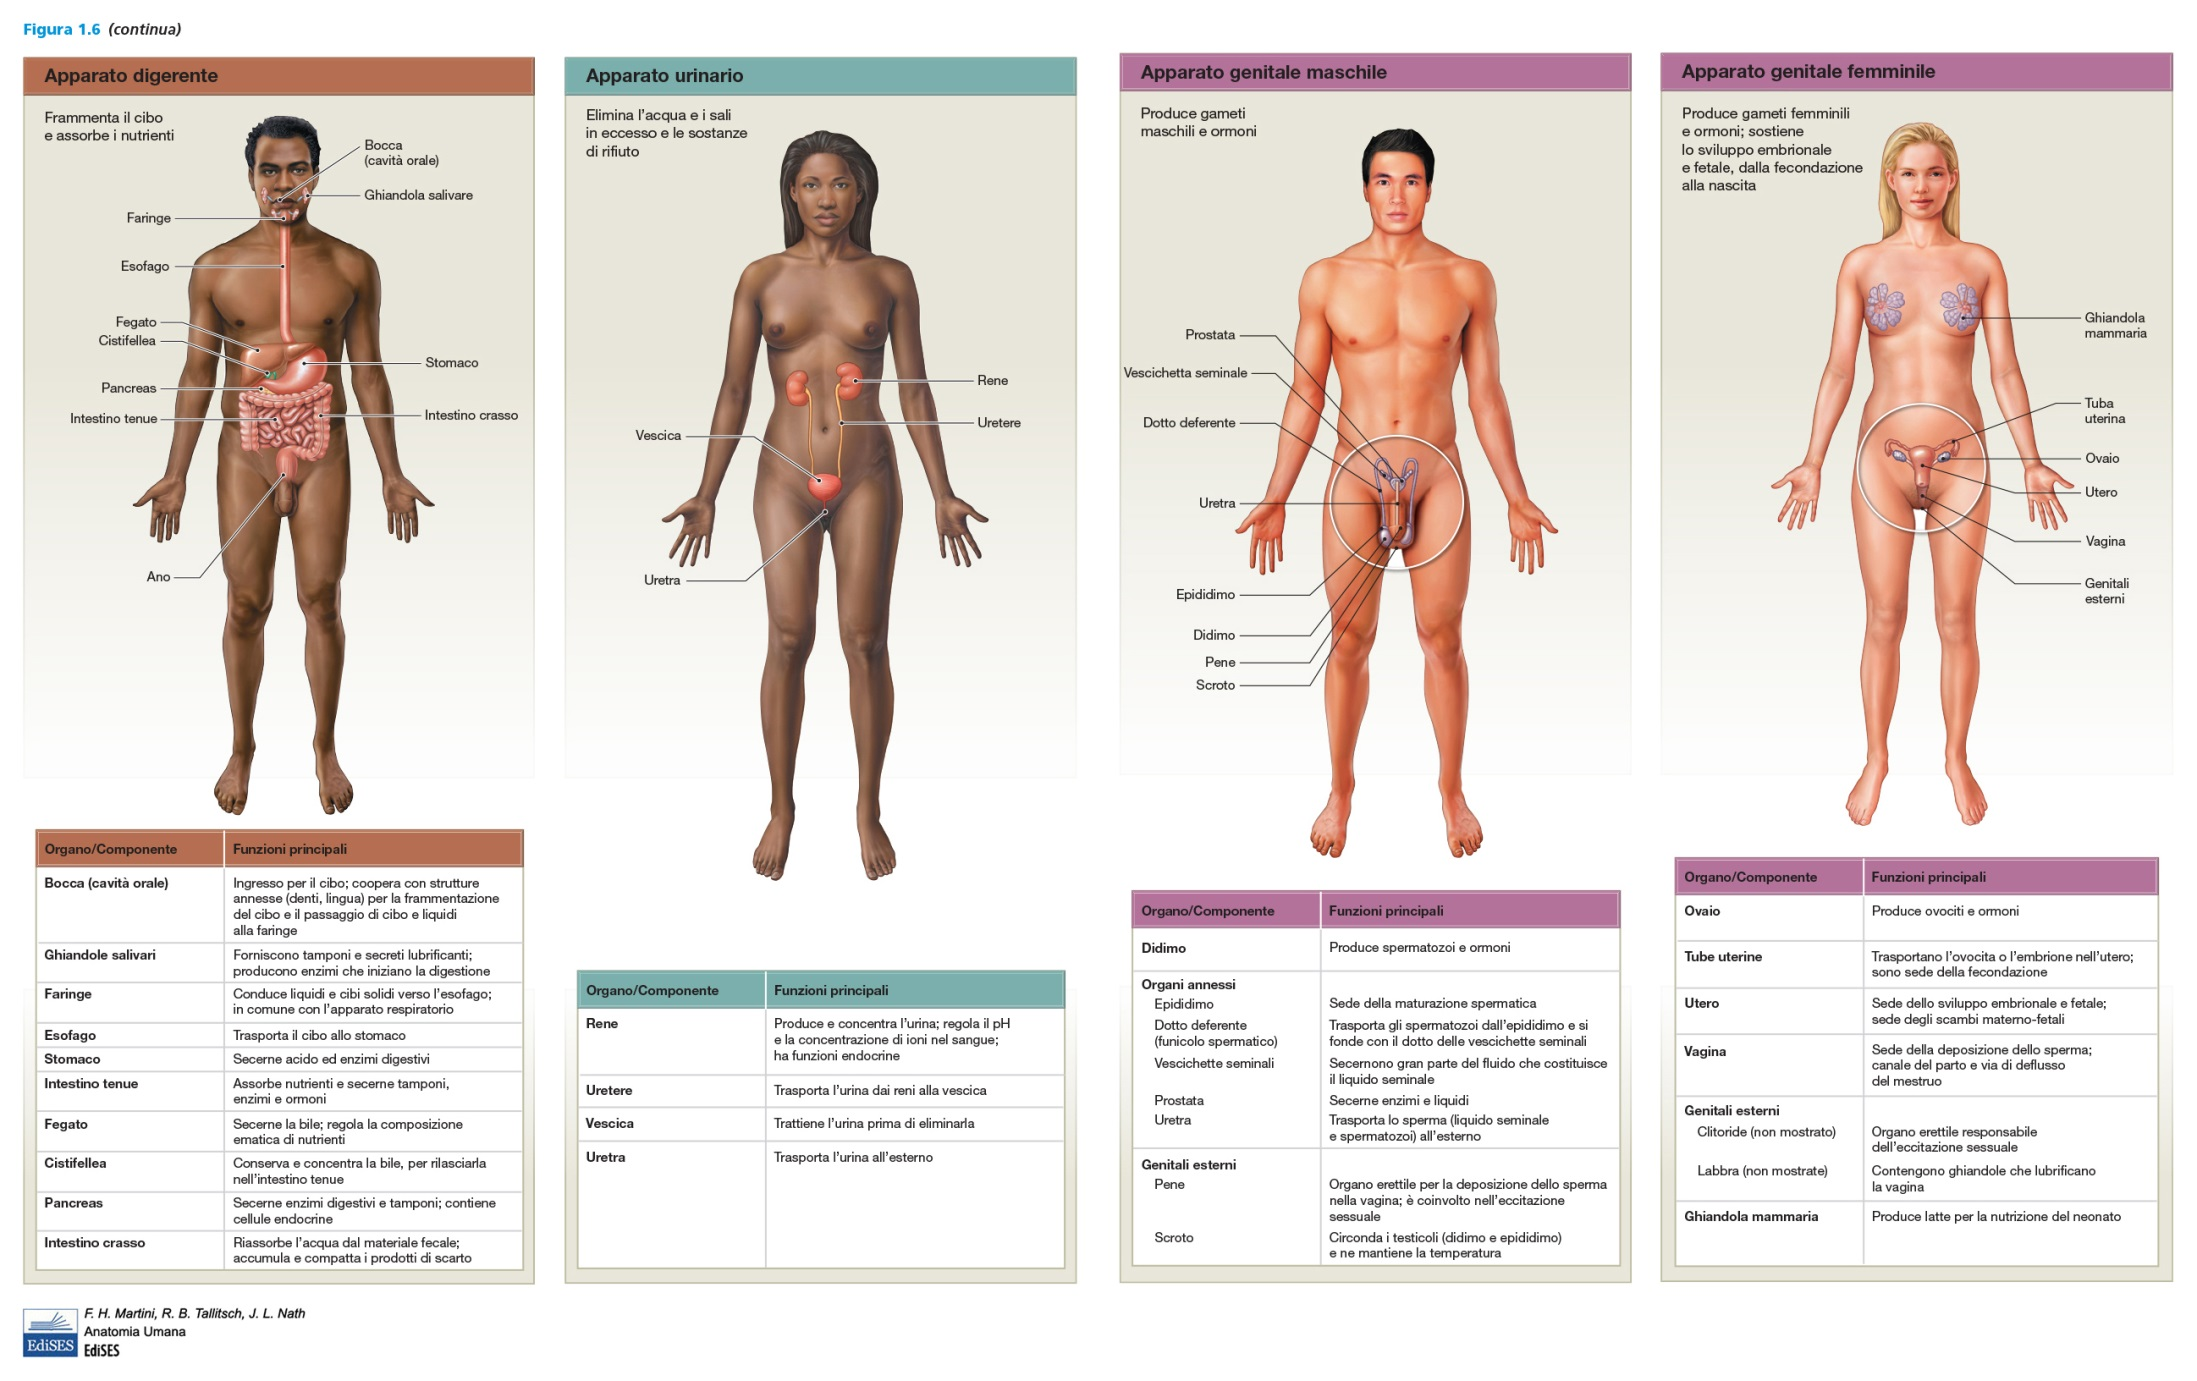 Figura 1.6 (continua)
Apparato digerente
Frammenta il cibo
e assorbe i nutrienti
Bocca
(cavità orale)
Ghiandola salivare
Faringe
Esofago
Fegato
Cistifellea
Stomaco
Pancreas
Intestino tenue
Intestino crasso
Ano
Organo/Componente
Funzioni principali
Bocca (cavità orale)
Ingresso per il cibo; coopera con strutture
annesse (denti, lingua) per la frammentazione
del cibo e il passaggio di cibo e liquidi
alla faringe
Ghiandole salivari
Forniscono tamponi e secreti lubrificanti;
producono enzimi che iniziano la digestione
Faringe
Conduce liquidi e cibi solidi verso l'esofago;
in comune con l'apparato respiratorio
Esofago
Trasporta il cibo allo stomaco
Stomaco
Secerne acido ed enzimi digestivi
Intestino tenue
Assorbe nutrienti e secerne tamponi,
enzimi e ormoni
Fegato
Secerne la bile; regola la composizione
ematica di nutrienti
Cistifellea
Conserva e concentra la bile, per rilasciarla
nell'intestino tenue
Pancreas
Secerne enzimi digestivi e tamponi; contiene
cellule endocrine
Intestino crasso
Riassorbe l'acqua dal materiale fecale;
accumula e compatta i prodotti di scarto
Apparato urinario
Elimina l'acqua e i sali
in eccesso e le sostanze
di rifiuto
Rene
Uretere
Vescica
Uretra
Organo/Componente
Funzioni principali
Rene
Produce e concentra l'urina; regola il pH
e la concentrazione di ioni nel sangue;
ha funzioni endocrine
Uretere
Trasporta l'urina dai reni alla vescica
Vescica
Trattiene l'urina prima di eliminarla
Uretra
Trasporta l'urina all'esterno
Apparato genitale maschile
Produce gameti
maschili e ormoni
Prostata
Vescichetta seminale
Dotto deferente
Uretra
Epididimo
Didimo
Pene
Scroto
Organo/Componente
Funzioni principali
Didimo
Produce spermatozoi e ormoni
Organi annessi
Epididimo
Sede della maturazione spermatica
Dotto deferente
(funicolo spermatico)
Trasporta gli spermatozoi dall'epididimo e si
fonde con il dotto delle vescichette seminali
Vescichette seminali
Secernono gran parte del fluido che costituisce
il liquido seminale
Prostata
Secerne enzimi e liquidi
Uretra
Trasporta lo sperma (liquido seminale
e spermatozoi) all'esterno
Genitali esterni
Pene
Organo erettile per la deposizione dello sperma
nella vagina; è coinvolto nell'eccitazione
sessuale
Scroto
Circonda i testicoli (didimo e epididimo)
e ne mantiene la temperatura
Apparato genitale femminile
Produce gameti femminili
e ormoni; sostiene
lo sviluppo embrionale
e fetale, dalla fecondazione
alla nascita
Ghiandola
mammaria
Tuba
uterina
Ovaio
Utero
Vagina
Genitali
esterni
Organo/Componente
Funzioni principali
Ovaio
Produce ovociti e ormoni
Tube uterine
Trasportano l'ovocita o l'embrione nell'utero;
sono sede della fecondazione
Utero
Sede dello sviluppo embrionale e fetale;
sede degli scambi materno-fetali
Vagina
Sede della deposizione dello sperma;
canale del parto e via di deflusso
del mestruo
Genitali esterni
Clitoride (non mostrato)
Organo erettile responsabile
dell'eccitazione sessuale
Labbra (non mostrate)
Contengono ghiandole che lubrificano
la vagina
Ghiandola mammaria
Produce latte per la nutrizione del neonato
EdiSES
F. H. Martini, R. B. Tallitsch, J. L. Nath
Anatomia Umana
EdiSES